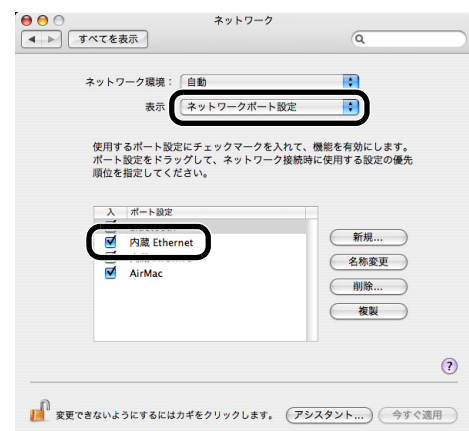 ネットワーク
すべてを表示
ネットワーク環境： 自動
表示 ネットワークポート設定
使用するポート設定にチェックマークを入れて、機能を有効にします。
ポート設定をドラッグして、ネットワーク接続時に使用する設定の優先
順位を指定してください。
入 ポート設定
内蔵 Ethernet
AirMac
新規...
名称変更
削除...
複製
?
変更できないようにするにはカギをクリックします。
アシスタント...
今すぐ適用